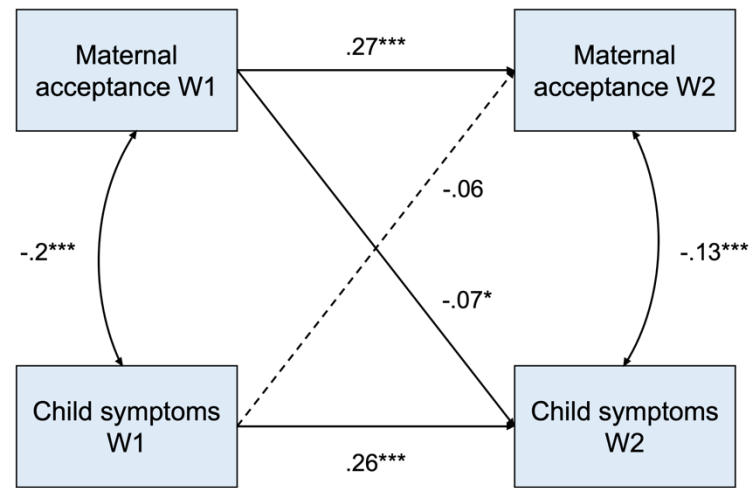 Maternal
acceptance W1
.27***
Maternal
acceptance W2
-.06
-.2***
-.13***
-.07*
Child symptoms
W1
.26***
Child symptoms
W2